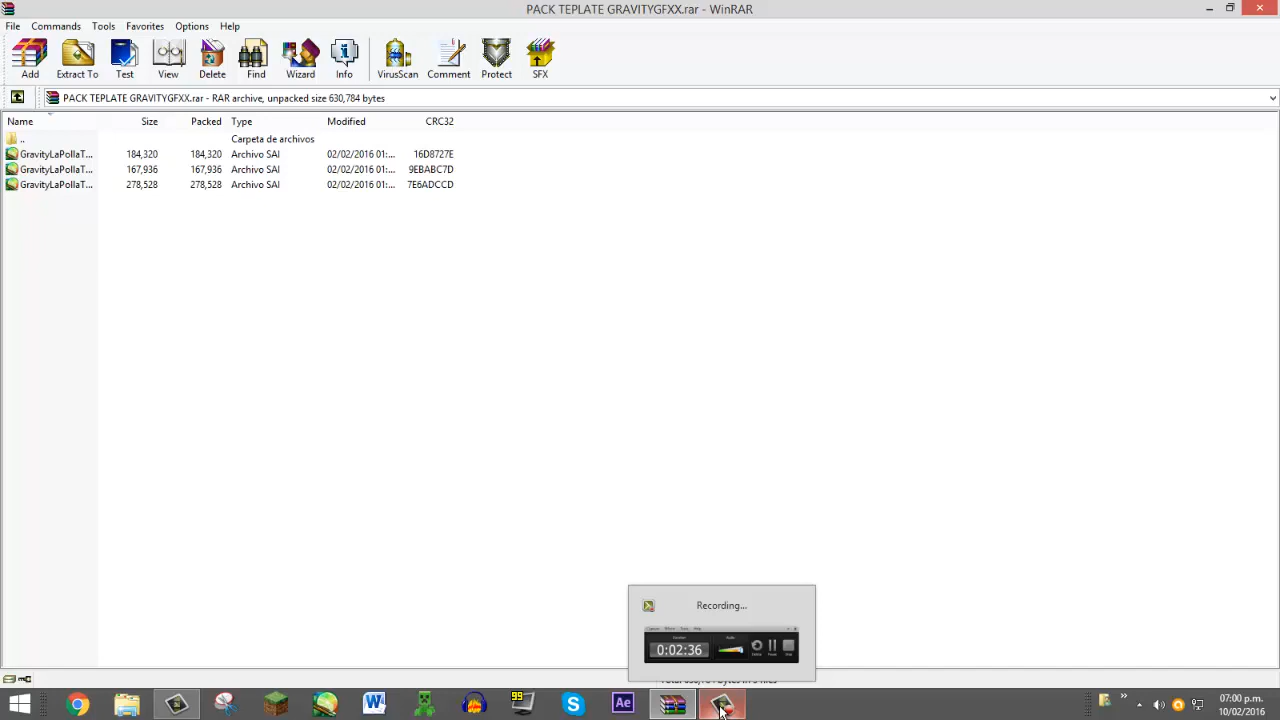 PACK TEPLATE GRAVITYGFXX.rar - WinRAR
File Commands Tools Favorites Options Help
Add Extract To Test View Delete Find Wizard Info VirusScan Comment Protect SFX
PACK TEPLATE GRAVITYGFXX.rar - RAR archive, unpacked size 630,784 bytes
Name Size Packed Type Modified CRC32
.. Carpeta de archivos
GravityLaPollaT... 184,320 184,320 Archivo SAI 02/02/2016 01:... 16D8727E
GravityLaPollaT... 167,936 167,936 Archivo SAI 02/02/2016 01:... 9EBABC7D
GravityLaPollaT... 278,528 278,528 Archivo SAI 02/02/2016 01:... 7E6ADCCD
Recording...
0:02:36
99
Ae
07:00 p.m.
10/02/2016